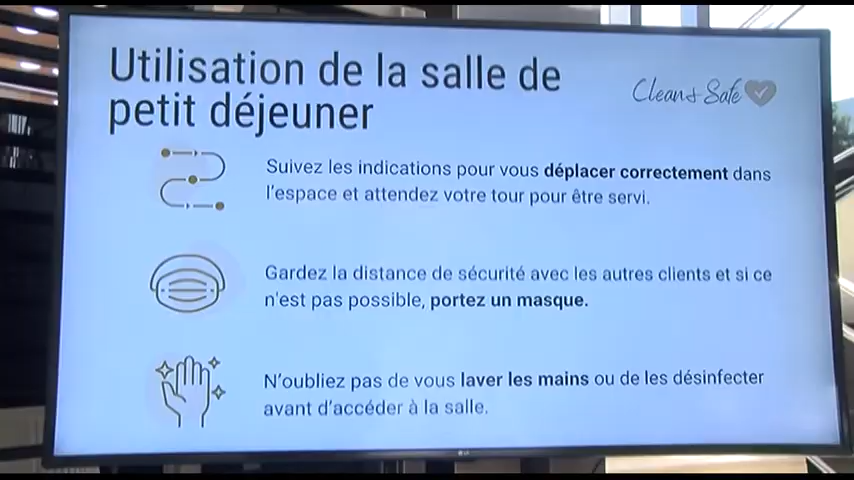 Utilisation de la salle de
petit déjeuner
Clean & Safe
Suivez les indications pour vous déplacer correctement dans
l'espace et attendez votre tour pour être servi.
Gardez la distance de sécurité avec les autres clients et si ce
n'est pas possible, portez un masque.
N'oubliez pas de vous laver les mains ou de les désinfecter
avant d'accéder à la salle.
LG